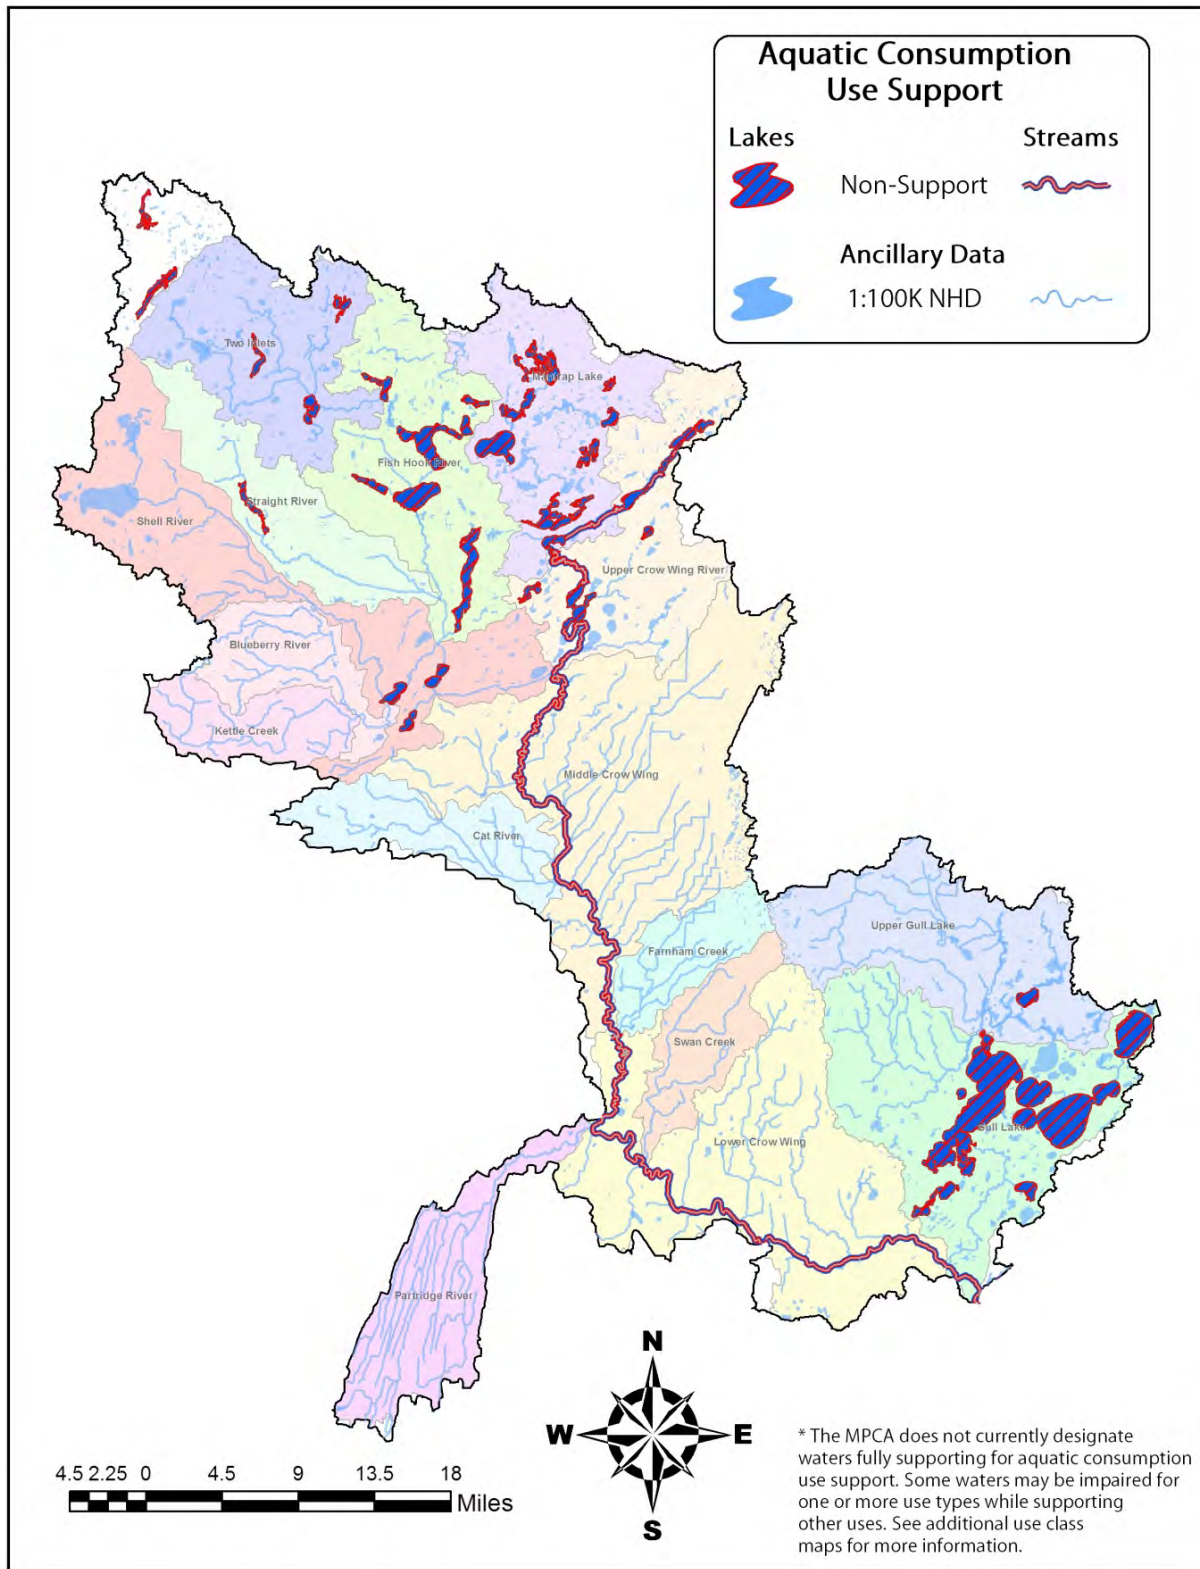 Aquatic Consumption
Use Support
Lakes
Streams
Non-Support
Ancillary Data
1:100K NHD
Two Inlets
Mantrap Lake
Fish Hook River
Straight River
Shell River
Upper Crow Wing River
Blueberry River
Kettle Creek
Middle Crow Wing
Cat River
Upper Gull Lake
Farnham Creek
Swan Creek
Gull Lake
Lower Crow Wing
Partridge River
N
W
E
S
4.5 2.25 0 4.5 9 13.5 18
Miles
* The MPCA does not currently designate
waters fully supporting for aquatic consumption
use support. Some waters may be impaired for
one or more use types while supporting
other uses. See additional use class
maps for more information.